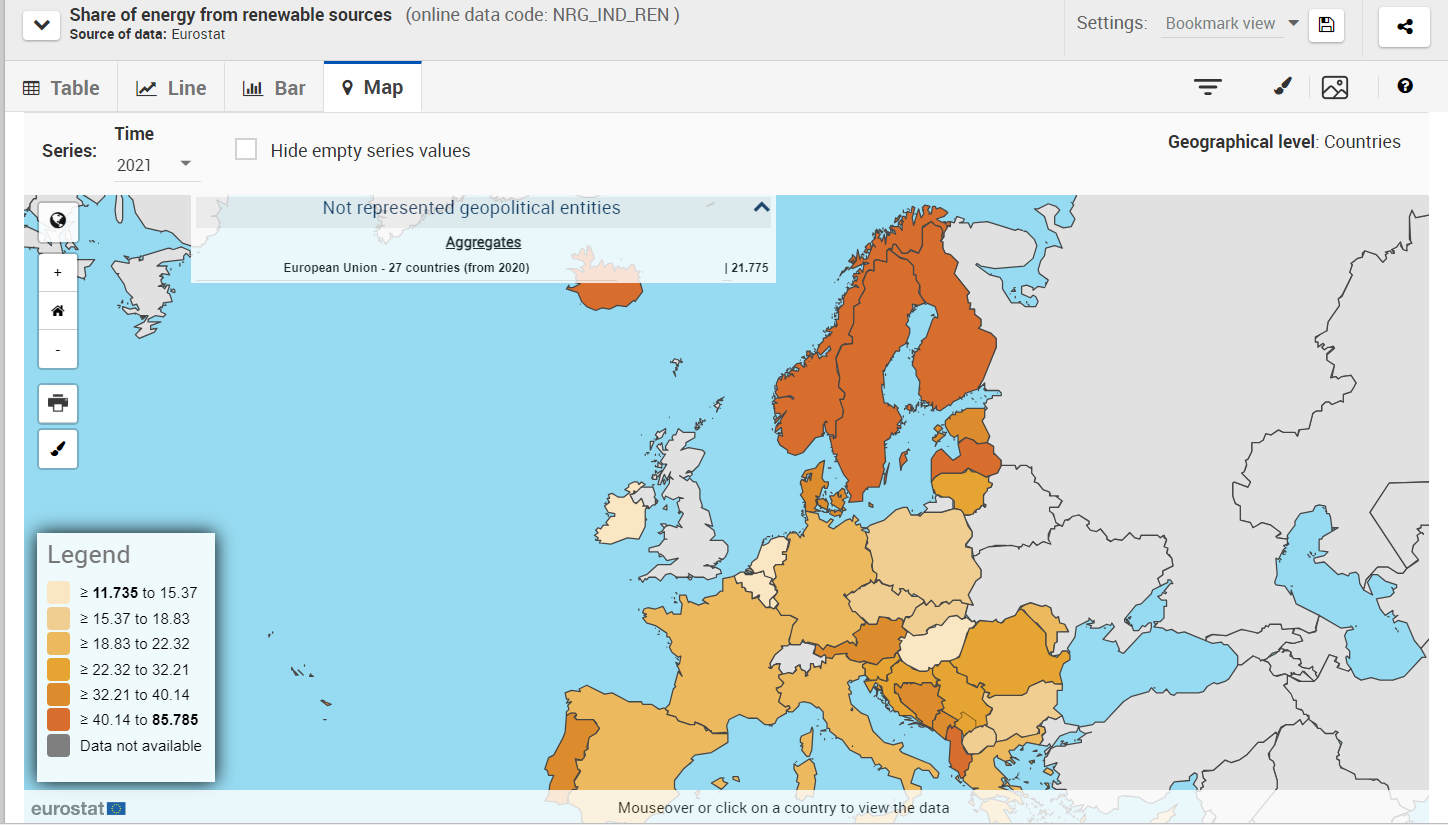 Share of energy from renewable sources (online data code: NRG_IND_REN )
Source of data: Eurostat
Settings: Bookmark view
Table Line Bar Map
Series: Time
2021
Hide empty series values
Geographical level: Countries
Not represented geopolitical entities
Aggregates
European Union - 27 countries (from 2020) | 21.775
+
-
Legend
≥ 11.735 to 15.37
≥ 15.37 to 18.83
≥ 18.83 to 22.32
≥ 22.32 to 32.21
≥ 32.21 to 40.14
≥ 40.14 to 85.785
Data not available
eurostat
Mouseover or click on a country to view the data